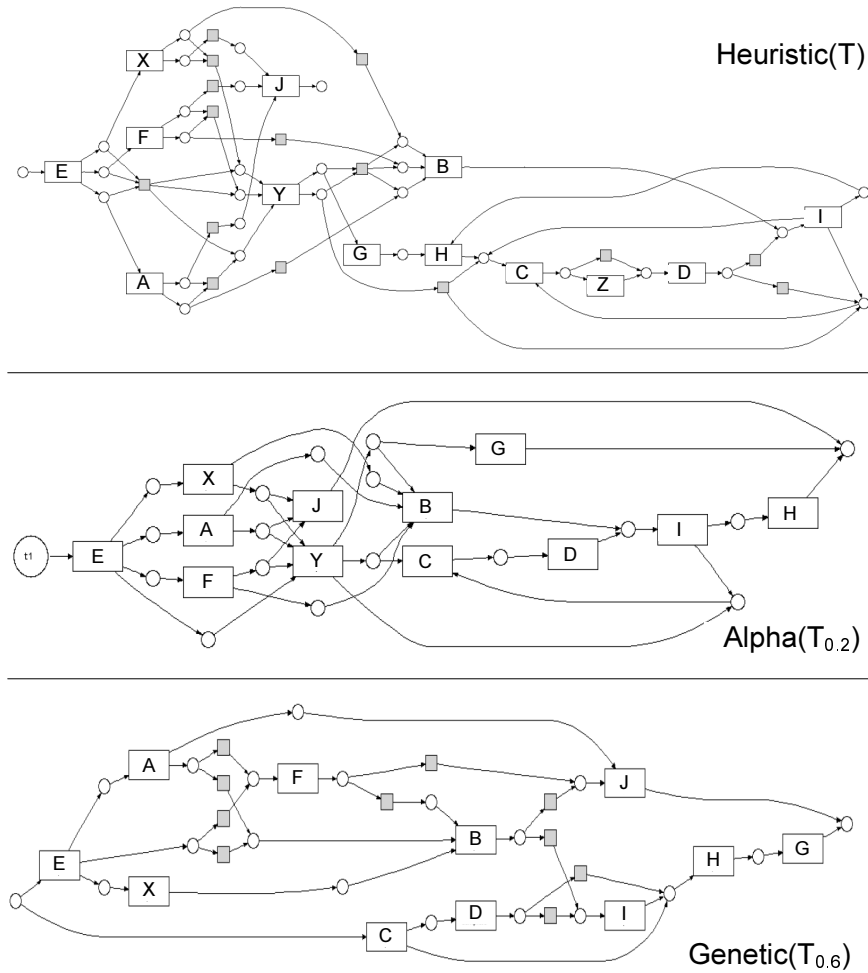 Heuristic(T)
X
J
F
E
B
Y
I
G
H
C
Z
D
A
G
X
J
B
A
H
t1
E
I
Y
C
D
F
Alpha(T0.2)
A
F
J
B
E
H
G
X
D
I
C
Genetic(T0.6)